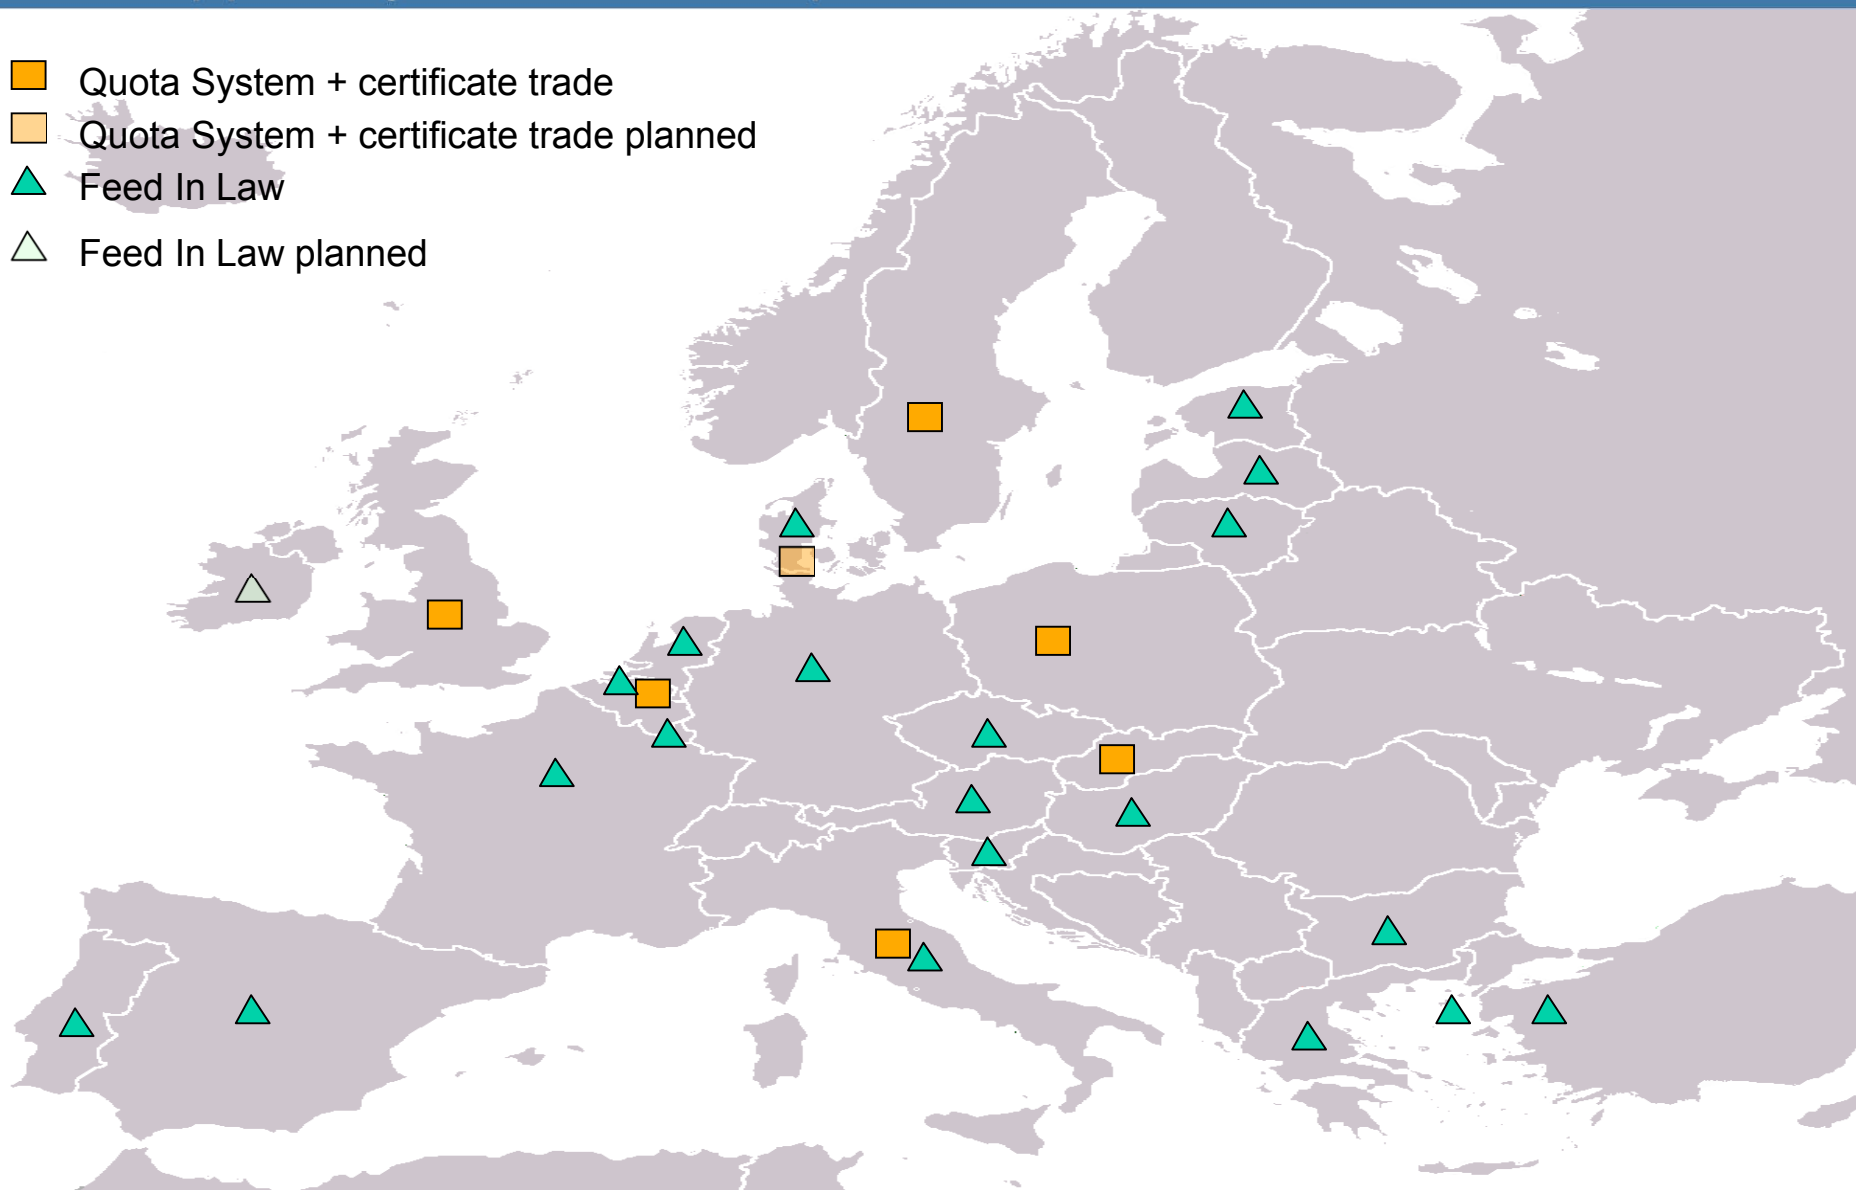 Quota System + certificate trade
Quota System + certificate trade planned
Feed In Law
Feed In Law planned